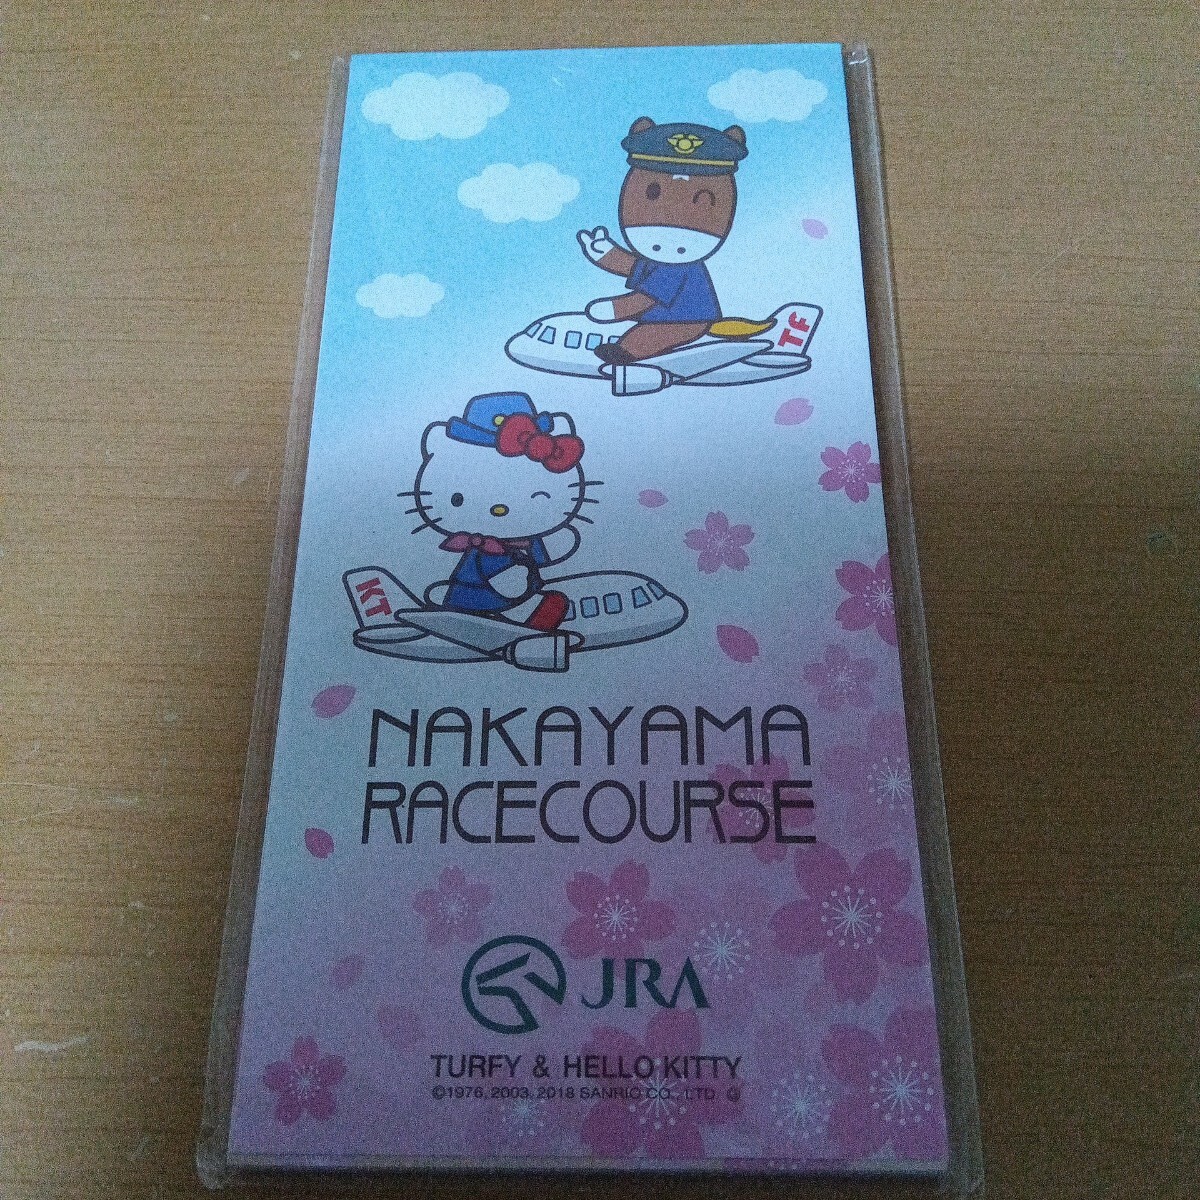 TF
KT
NAKAYAMA
RACECOURSE
JRA
TURFY & HELLO KITTY
©1976, 2003, 2018 SANRIO CO., LTD. Ⓖ